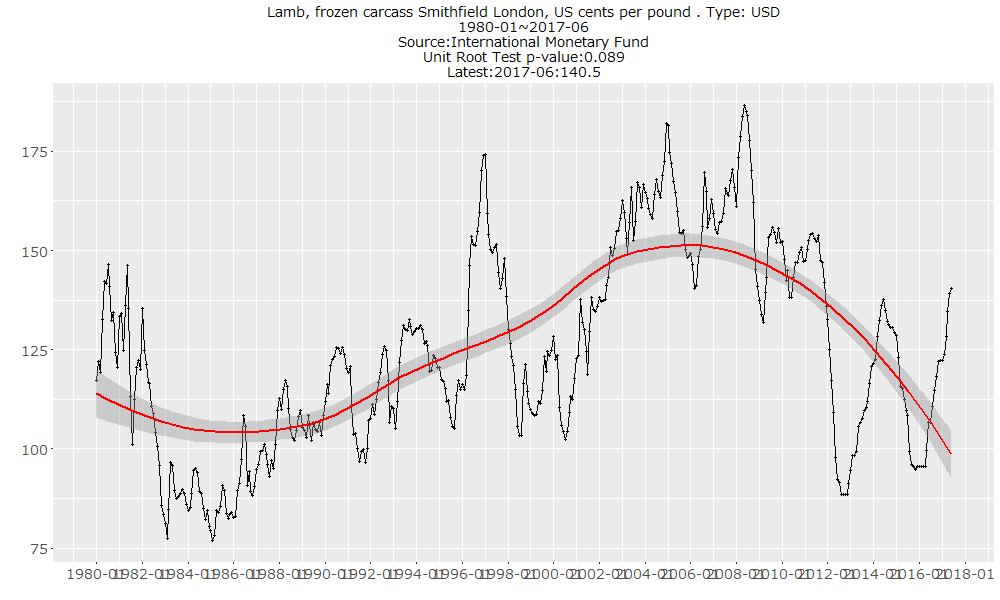 Lamb, frozen carcass Smithfield London, US cents per pound . Type: USD
1980-01~2017-06
Source:International Monetary Fund
Unit Root Test p-value:0.089
Latest:2017-06:140.5
175
150
125
100
75
1980-01 1982-01 1984-01 1986-01 1988-01 1990-01 1992-01 1994-01 1996-01 1998-01 2000-01 2002-01 2004-01 2006-01 2008-01 2010-01 2012-01 2014-01 2016-01 2018-01